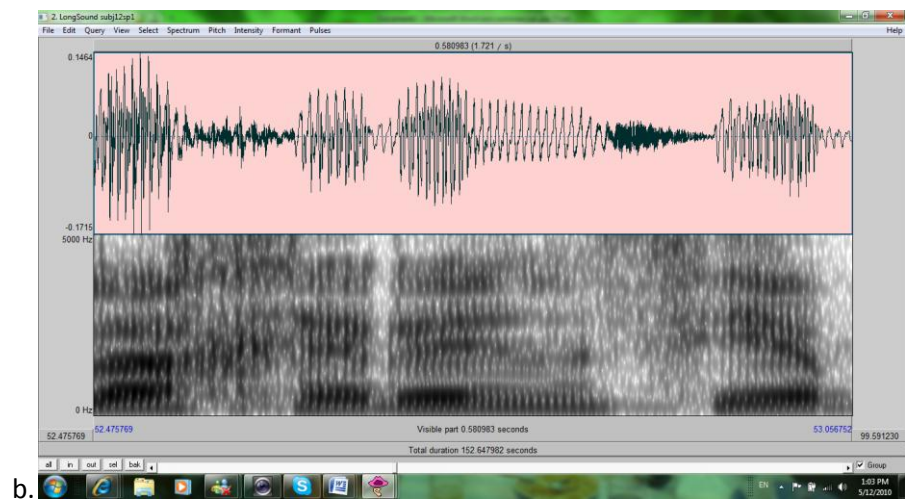 2. LongSound subj12sp1
File Edit Query View Select Spectrum Pitch Intensity Formant Pulses Help
0.580983 (1.721 / s)
0.1464
0
-0.1715
5000 Hz
0 Hz
52.475769 52.475769 Visible part 0.580983 seconds 53.056752 99.591230
Total duration 152.647982 seconds
all in out sel bak Group
EN 1:03 PM
5/12/2010
b.